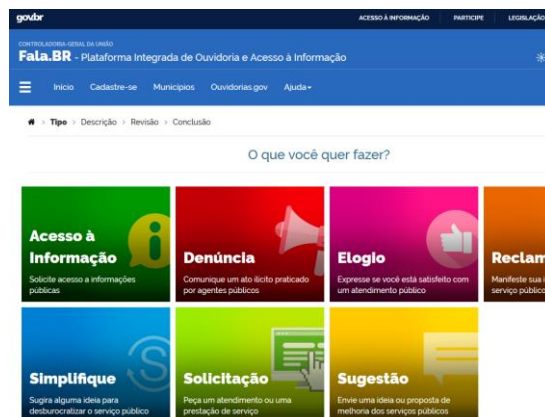 govbr
ACESSO À INFORMAÇÃO PARTICIPE LEGISLAÇÃO
CONTROLADORIA-GERAL DA UNIÃO
Fala.BR - Plataforma Integrada de Ouvidoria e Acesso à Informação
Início Cadastre-se Municípios Ouvidorias.gov Ajuda
> Tipo > Descrição > Revisão > Conclusão
O que você quer fazer?
Acesso à
Informação
Solicite acesso a informações
públicas
Denúncia
Comunique um ato ilícito praticado
por agentes públicos
Elogio
Expresse se você está satisfeito com
um atendimento público
Reclam
Manifeste sua i
serviço público
Simplifique
Sugira alguma ideia para
desburocratizar o serviço público
Solicitação
Peça um atendimento ou uma
prestação de serviço
Sugestão
Envie uma ideia ou proposta de
melhoria dos serviços públicos